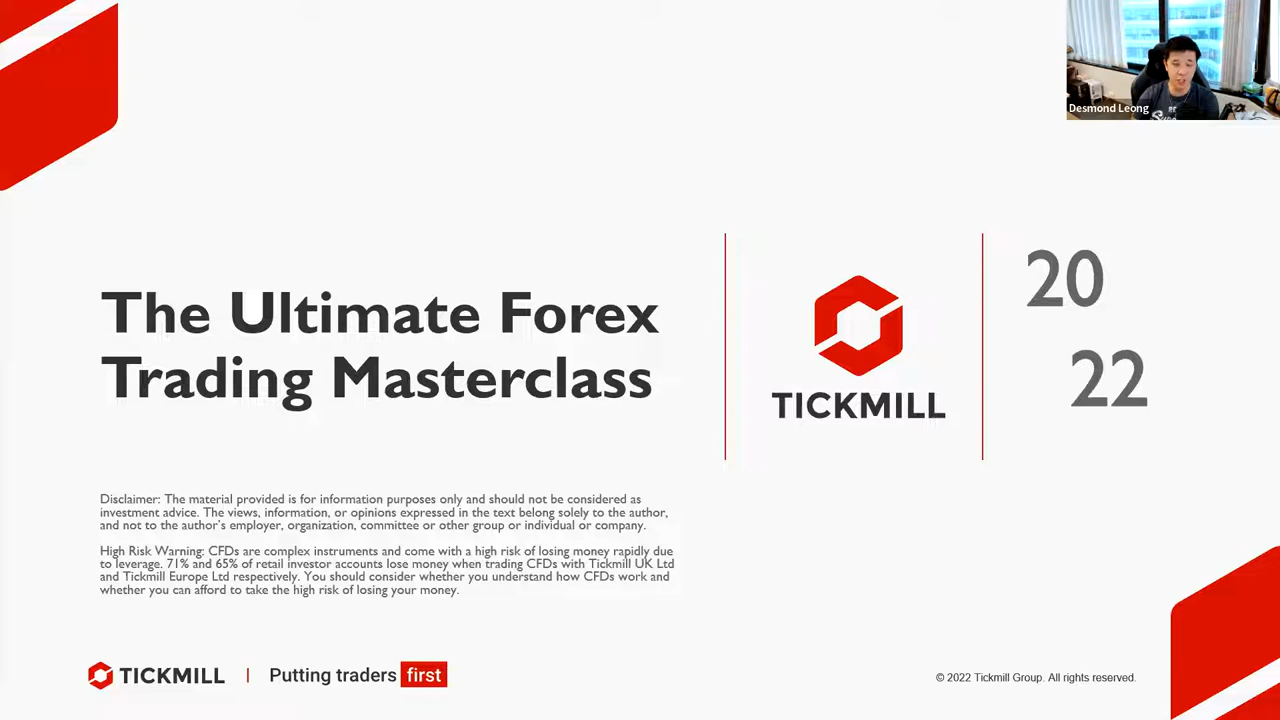 Desmond Leong
The Ultimate Forex
Trading Masterclass
TICKMILL
20
22
Disclaimer: The material provided is for information purposes only and should not be considered as
investment advice. The views, information, or opinions expressed in the text belong solely to the author,
and not to the author's employer, organization, committee or other group or individual or company.
High Risk Warning: CFDs are complex instruments and come with a high risk of losing money rapidly due
to leverage. 71% and 65% of retail investor accounts lose money when trading CFDs with Tickmill UK Ltd
and Tickmill Europe Ltd respectively. You should consider whether you understand how CFDs work and
whether you can afford to take the high risk of losing your money.
TICKMILL | Putting traders first
© 2022 Tickmill Group. All rights reserved.